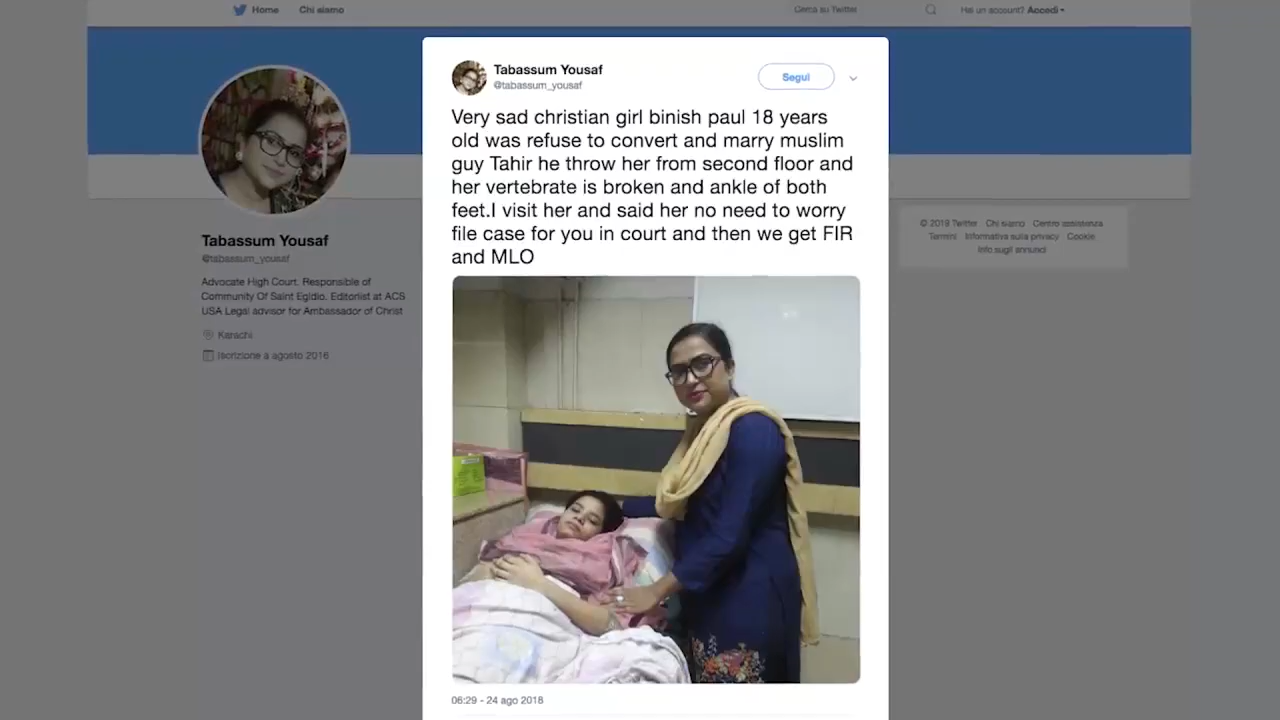 Home Chi siamo Cerca su Twitter Hai un account? Accedi
Tabassum Yousaf
@tabassum_yousaf
Segui
Very sad christian girl binish paul 18 years
old was refuse to convert and marry muslim
guy Tahir he throw her from second floor and
her vertebrate is broken and ankle of both
feet.I visit her and said her no need to worry
file case for you in court and then we get FIR
and MLO
06:29 - 24 ago 2018
Tabassum Yousaf
@tabassum_yousaf
Advocate High Court. Responsible of
Community Of Saint Egidio. Editorlist at ACS
USA Legal advisor for Ambassador of Christ
Karachi
Iscrizione a agosto 2016
© 2019 Twitter Chi siamo Centro assistenza
Termini Informativa sulla privacy Cookie
Info sugli annunci